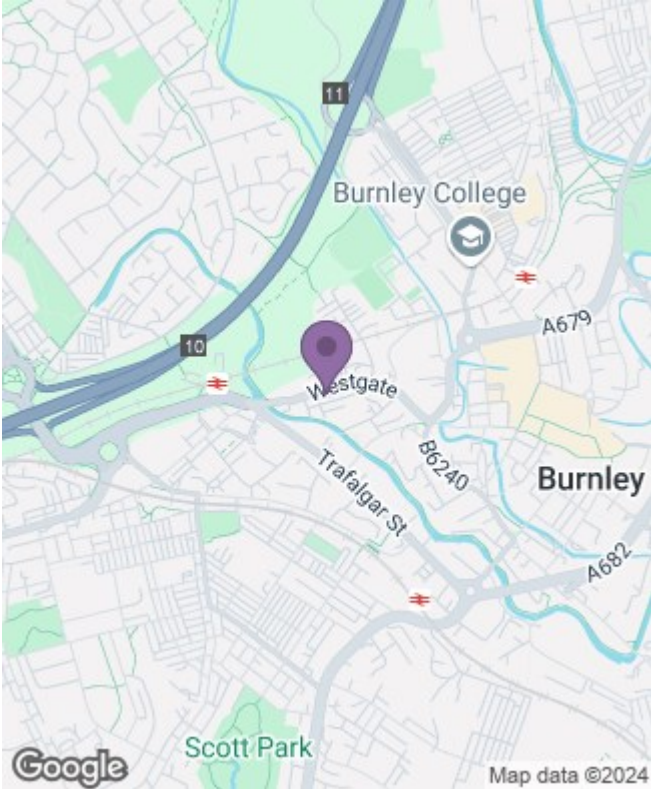 11
Burnley College
A679
10
Westgate
B6240
Burnley
Trafalgar St
A682
Scott Park
Google
Map data ©2024